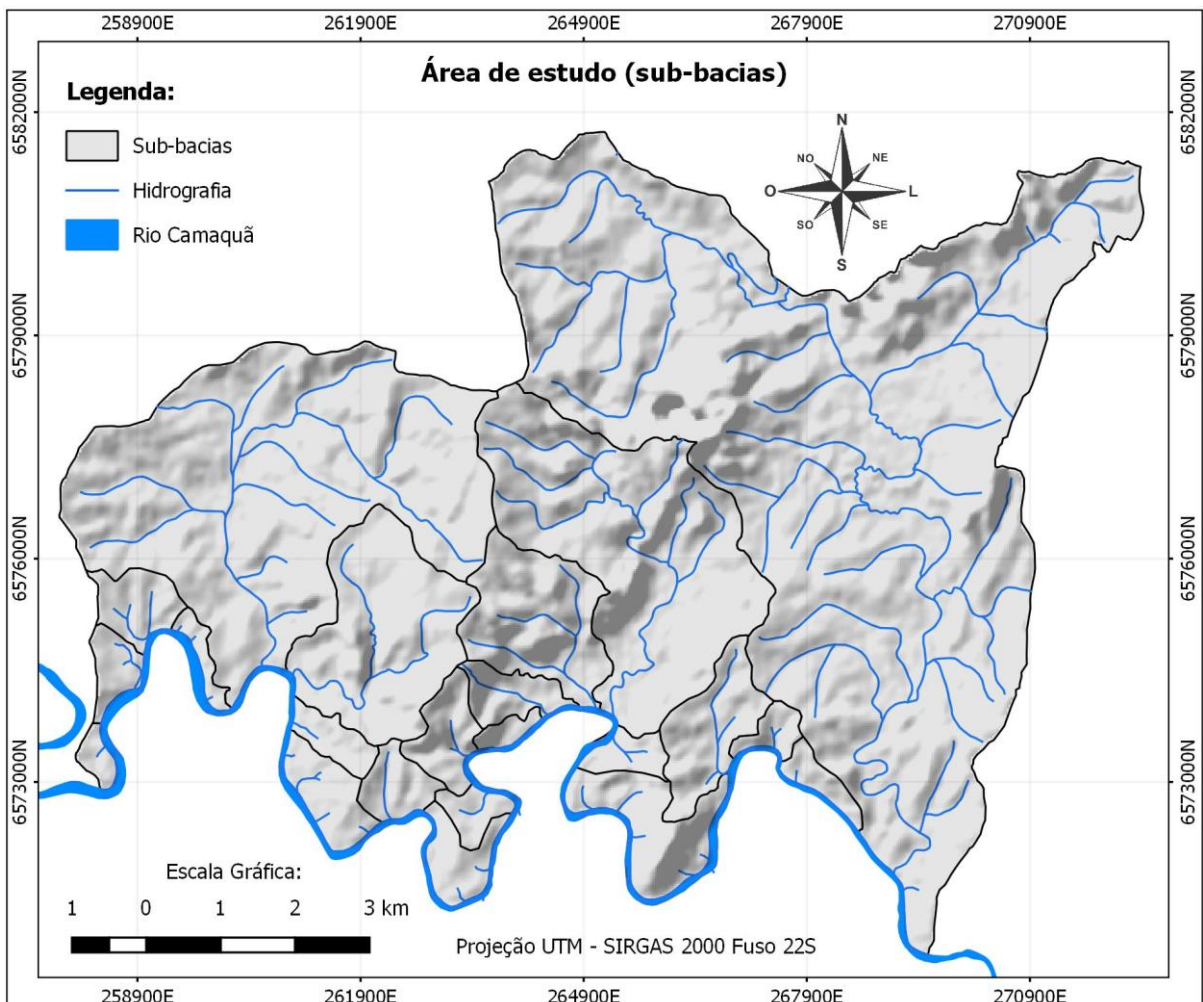 258900E 261900E 264900E 267900E 270900E
Área de estudo (sub-bacias)
Legenda:
Sub-bacias
Hidrografia
Rio Camaquã
N
NO NE
O L
SO SE
S
6582000N 6582000N
6579000N 6579000N
6576000N 6576000N
6573000N 6573000N
Escala Gráfica:
1 0 1 2 3 km
Projeção UTM - SIRGAS 2000 Fuso 22S
258900E 261900E 264900E 267900E 270900E